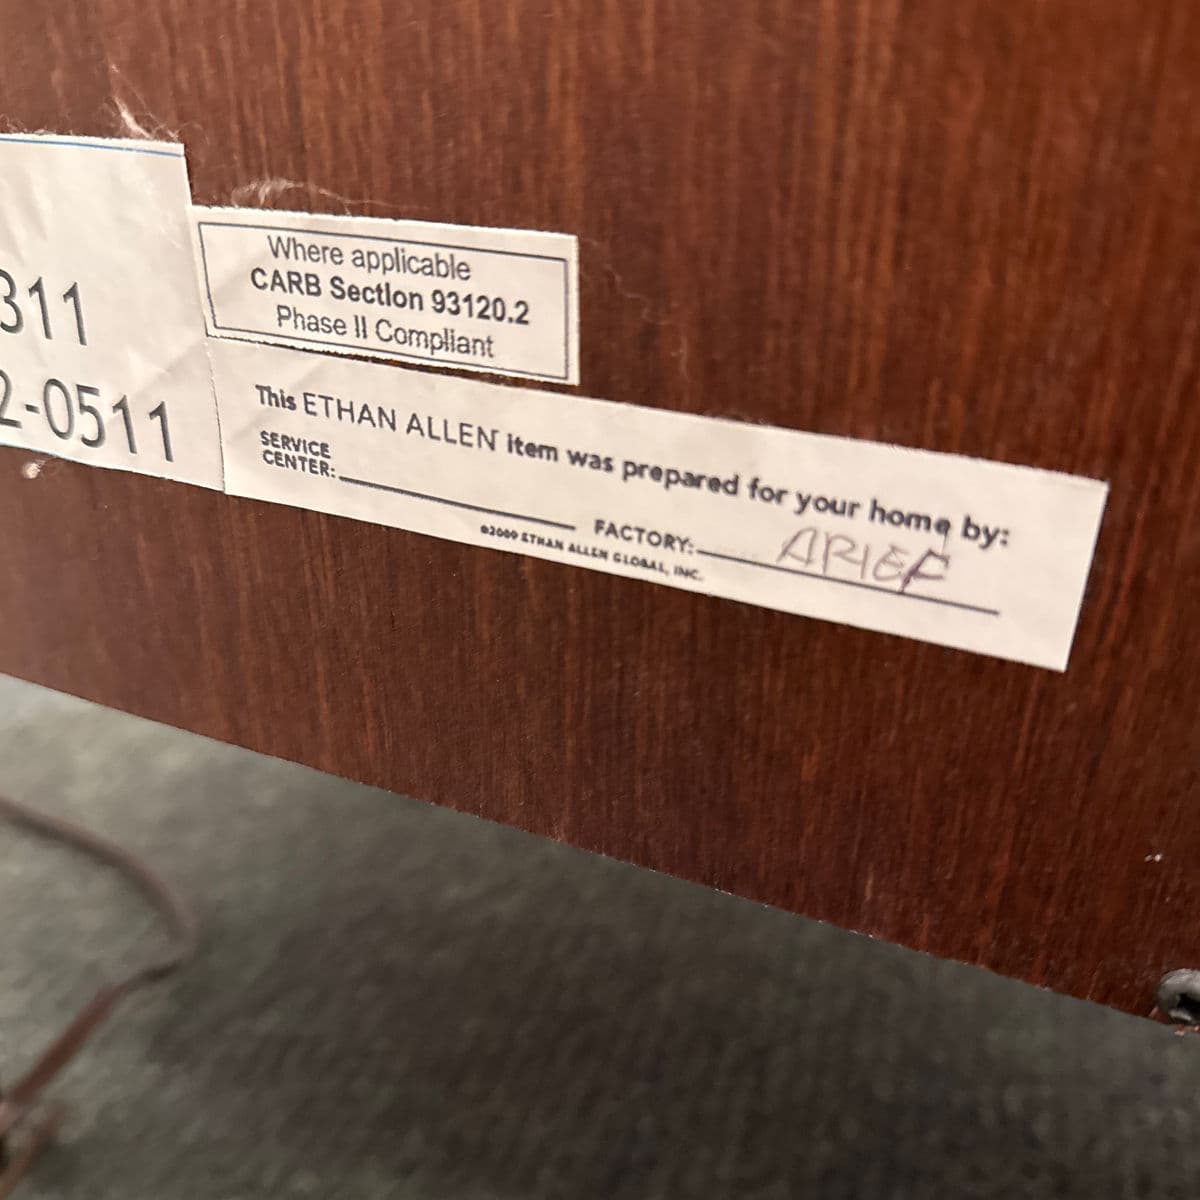 311
2-0511
Where applicable
CARB Section 93120.2
Phase II Compliant
This ETHAN ALLEN item was prepared for your home by:
SERVICE
CENTER:
FACTORY: ARIEF
©2009 ETHAN ALLEN GLOBAL, INC.